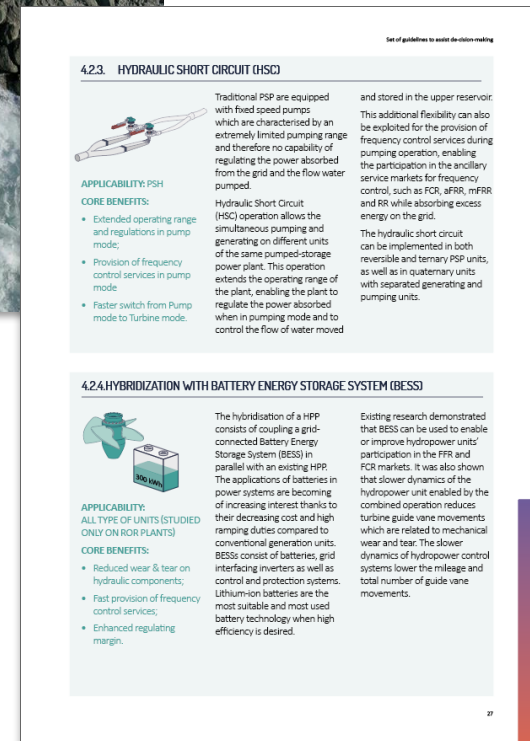 Set of guidelines to assist de-cision-making
4.2.3. HYDRAULIC SHORT CIRCUIT (HSC)
APPLICABILITY: PSH
CORE BENEFITS:
• Extended operating range
and regulations in pump
mode;
• Provision of frequency
control services in pump
mode
• Faster switch from Pump
mode to Turbine mode.
Traditional PSP are equipped
with fixed speed pumps
which are characterised by an
extremely limited pumping range
and therefore no capability of
regulating the power absorbed
from the grid and the flow water
pumped.
Hydraulic Short Circuit
(HSC) operation allows the
simultaneous pumping and
generating on different units
of the same pumped-storage
power plant. This operation
extends the operating range of
the plant, enabling the plant to
regulate the power absorbed
when in pumping mode and to
control the flow of water moved
and stored in the upper reservoir.
This additional flexibility can also
be exploited for the provision of
frequency control services during
pumping operation, enabling
the participation in the ancillary
service markets for frequency
control, such as FCR, aFRR, mFRR
and RR while absorbing excess
energy on the grid.
The hydraulic short circuit
can be implemented in both
reversible and ternary PSP units,
as well as in quaternary units
with separated generating and
pumping units.
4.2.4.HYBRIDIZATION WITH BATTERY ENERGY STORAGE SYSTEM (BESS)
300 kWh
APPLICABILITY:
ALL TYPE OF UNITS (STUDIED
ONLY ON ROR PLANTS)
CORE BENEFITS:
• Reduced wear & tear on
hydraulic components;
• Fast provision of frequency
control services;
• Enhanced regulating
margin.
The hybridisation of a HPP
consists of coupling a grid-
connected Battery Energy
Storage System (BESS) in
parallel with an existing HPP.
The applications of batteries in
power systems are becoming
of increasing interest thanks to
their decreasing cost and high
ramping duties compared to
conventional generation units.
BESSs consist of batteries, grid
interfacing inverters as well as
control and protection systems.
Lithium-ion batteries are the
most suitable and most used
battery technology when high
efficiency is desired.
Existing research demonstrated
that BESS can be used to enable
or improve hydropower units'
participation in the FFR and
FCR markets. It was also shown
that slower dynamics of the
hydropower unit enabled by the
combined operation reduces
turbine guide vane movements
which are related to mechanical
wear and tear. The slower
dynamics of hydropower control
systems lower the mileage and
total number of guide vane
movements.
27